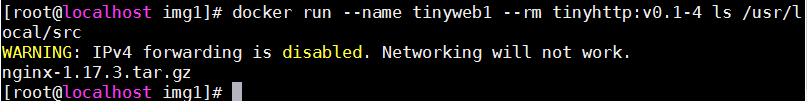 [root@localhost img1]# docker run --name tinyweb1 --rm tinyhttp:v0.1-4 ls /usr/l
ocal/src
WARNING: IPv4 forwarding is disabled. Networking will not work.
nginx-1.17.3.tar.gz
[root@localhost img1]#